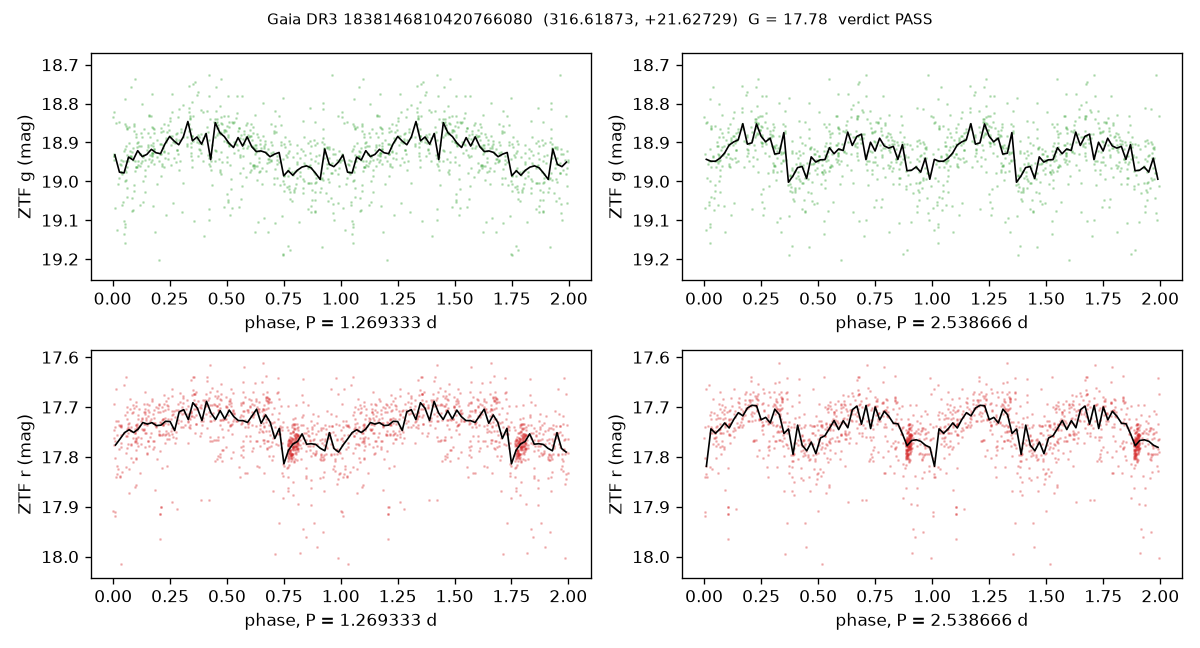 Gaia DR3 1838146810420766080 (316.61873, +21.62729) G = 17.78 verdict PASS
18.7
18.8
18.9
19.0
19.1
19.2
ZTF g (mag)
0.00 0.25 0.50 0.75 1.00 1.25 1.50 1.75 2.00
phase, P = 1.269333 d
18.7
18.8
18.9
19.0
19.1
19.2
ZTF g (mag)
0.00 0.25 0.50 0.75 1.00 1.25 1.50 1.75 2.00
phase, P = 2.538666 d
17.6
17.7
17.8
17.9
18.0
ZTF r (mag)
0.00 0.25 0.50 0.75 1.00 1.25 1.50 1.75 2.00
phase, P = 1.269333 d
17.6
17.7
17.8
17.9
18.0
ZTF r (mag)
0.00 0.25 0.50 0.75 1.00 1.25 1.50 1.75 2.00
phase, P = 2.538666 d